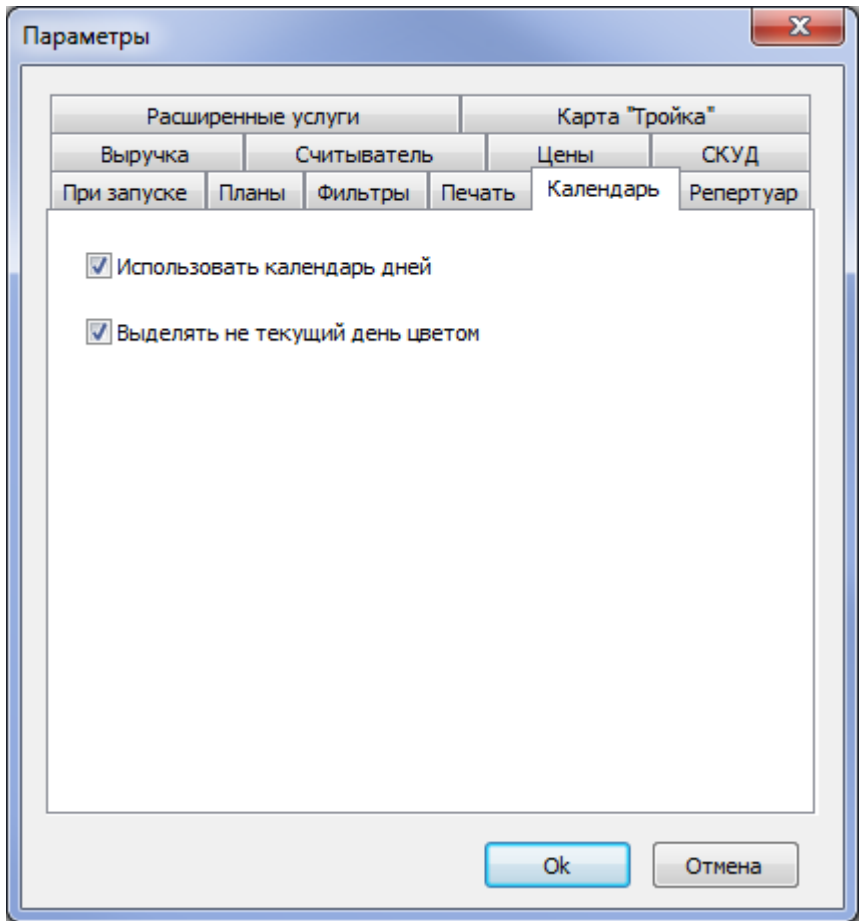 Параметры
Расширенные услуги Карта "Тройка"
Выручка Считыватель Цены СКУД
При запуске Планы Фильтры Печать Календарь Репертуар
Использовать календарь дней
Выделять не текущий день цветом
Ok Отмена